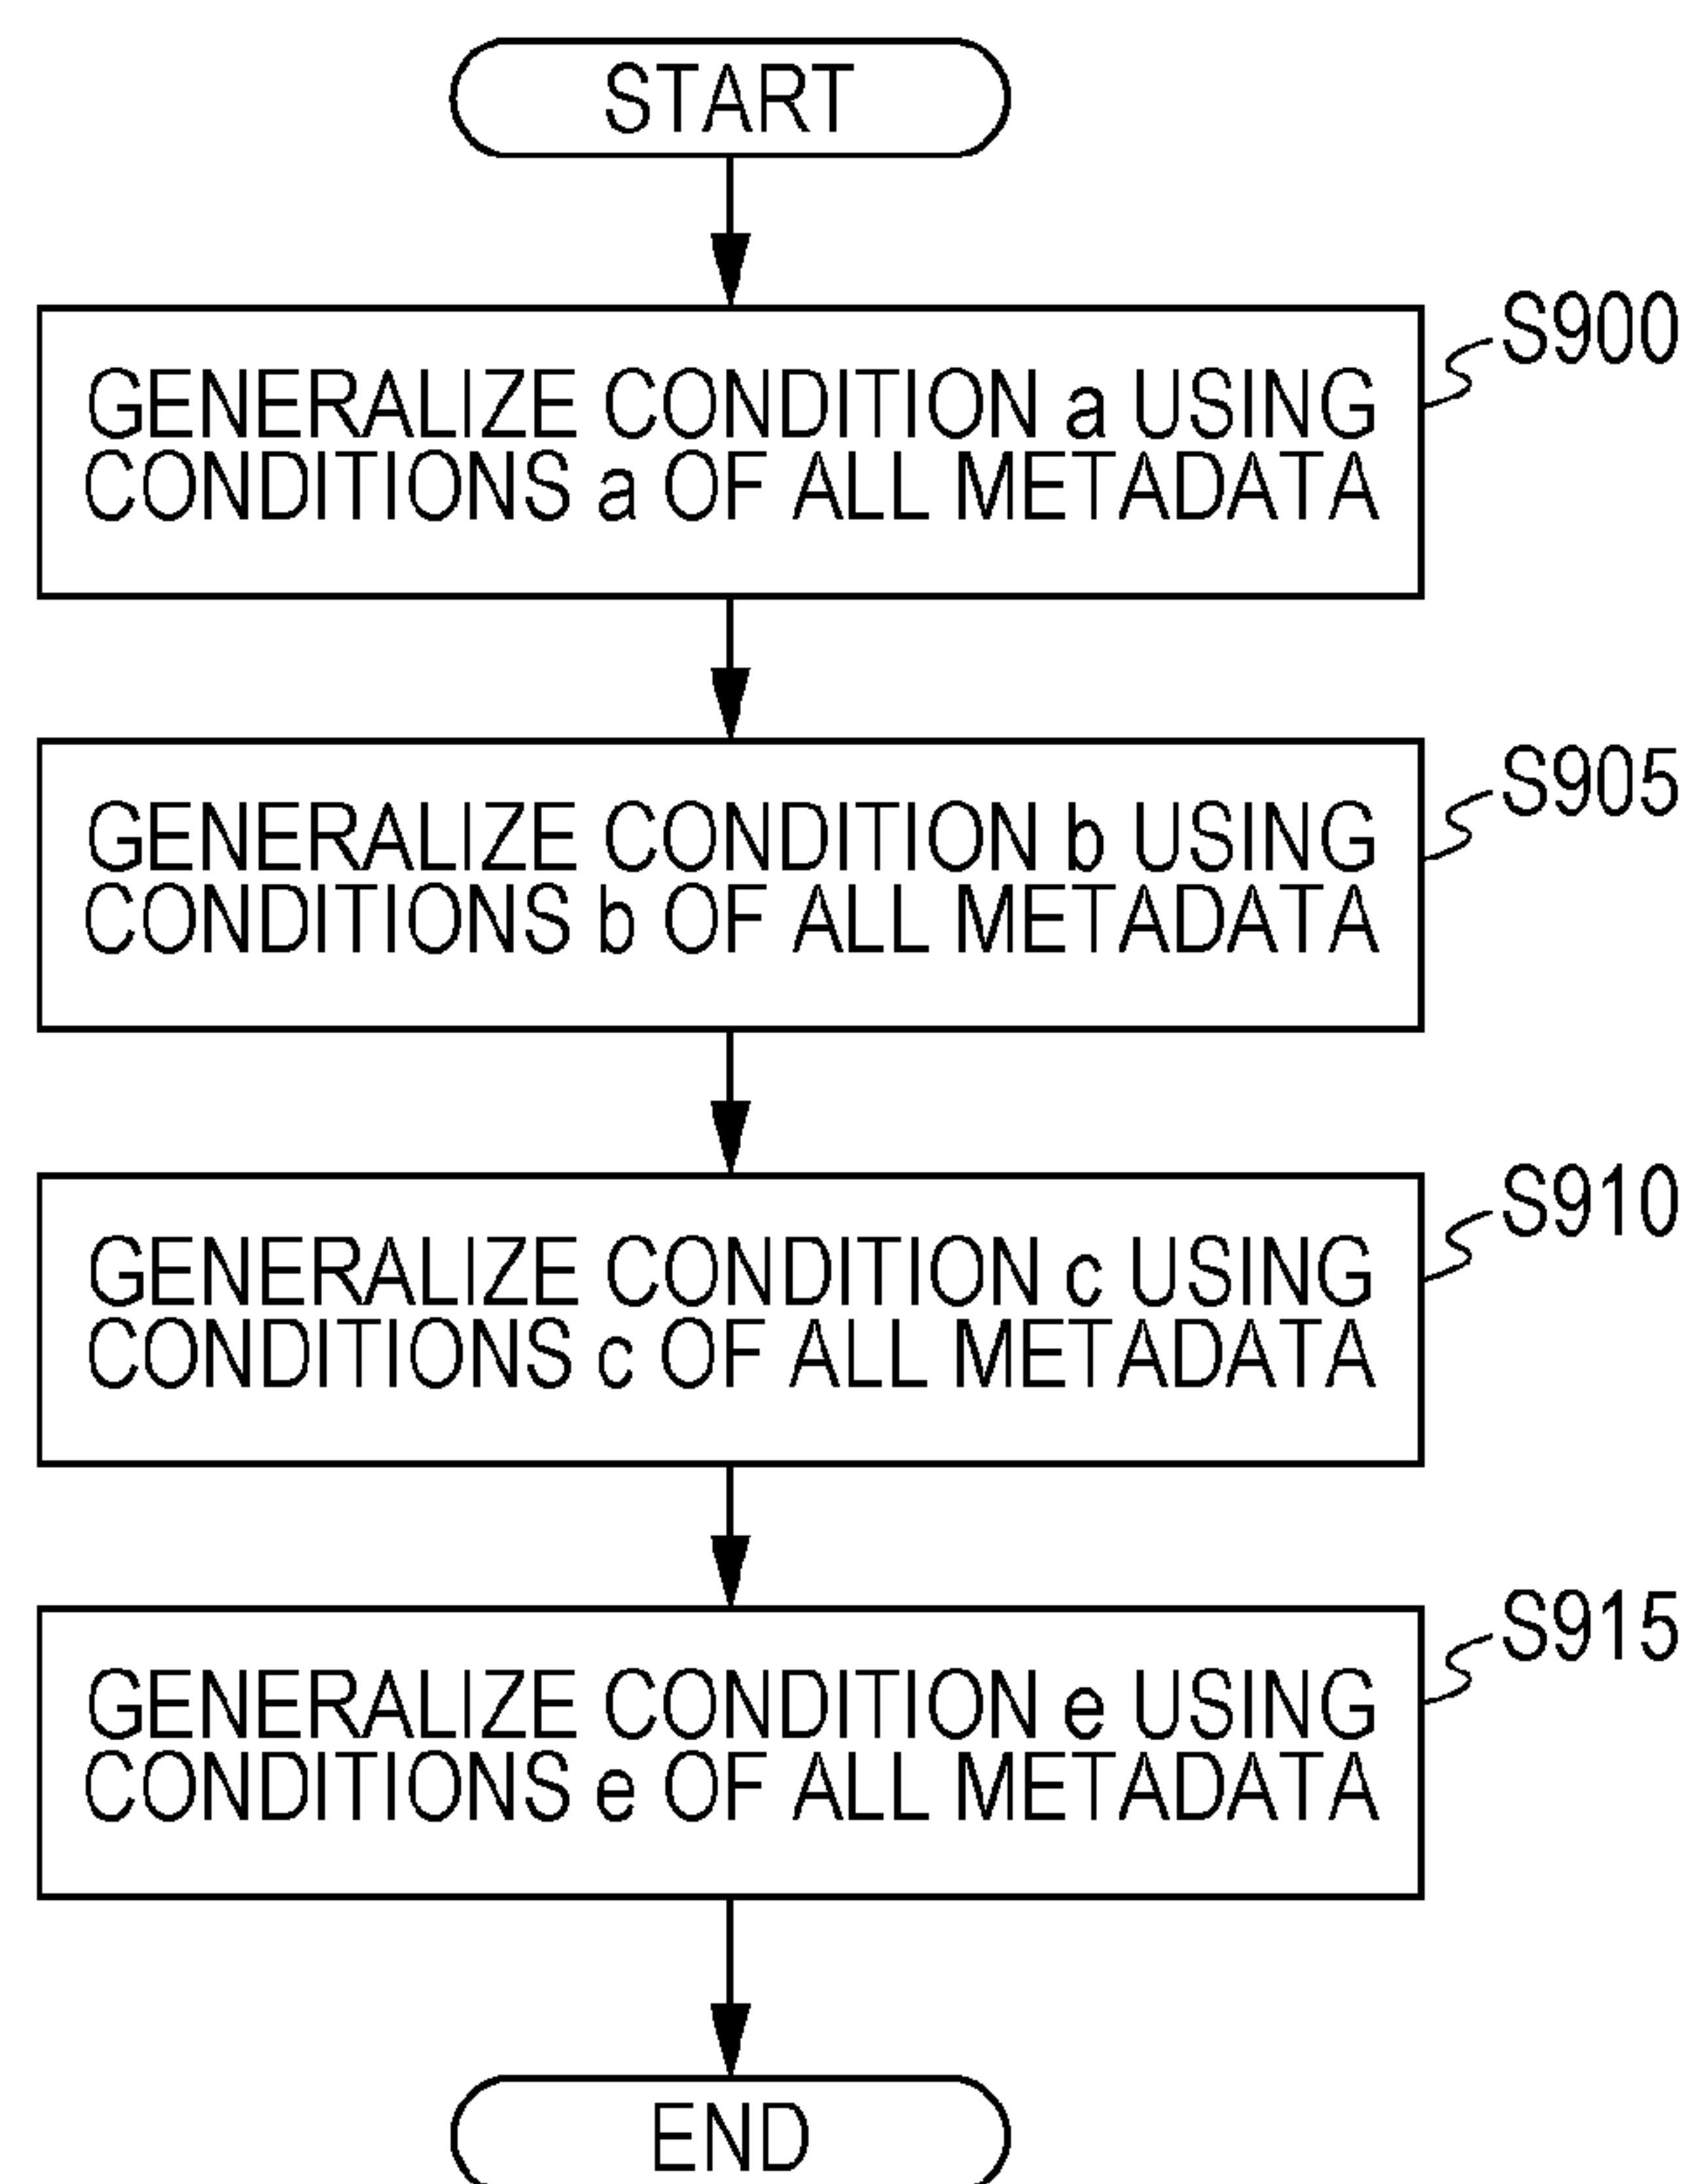 START
S900
GENERALIZE CONDITION a USING
CONDITIONS a OF ALL METADATA
S905
GENERALIZE CONDITION b USING
CONDITIONS b OF ALL METADATA
S910
GENERALIZE CONDITION c USING
CONDITIONS c OF ALL METADATA
S915
GENERALIZE CONDITION e USING
CONDITIONS e OF ALL METADATA
END